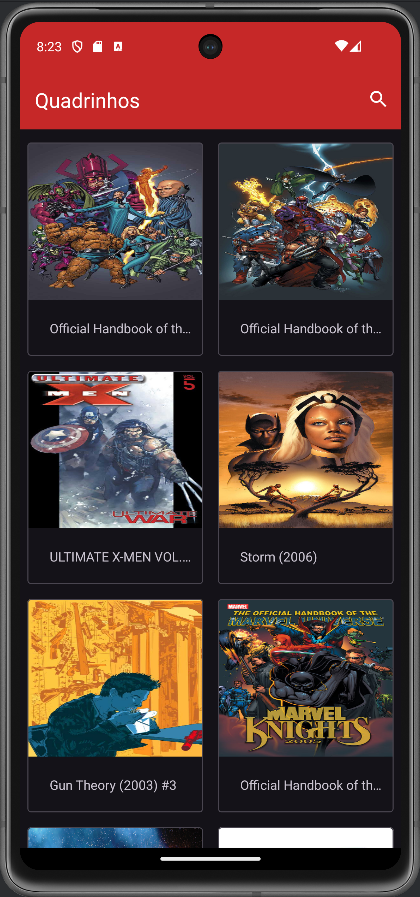 8:23
Quadrinhos
Official Handbook of th...
Official Handbook of th...
ULTIMATE
X
MEN
VOL.
5
ULTIMATE
WAR
ULTIMATE X-MEN VOL....
Storm (2006)
MARVEL
THE OFFICIAL HANDBOOK OF THE
MARVEL UNIVERSE
MARVEL
KNIGHTS
2005
Gun Theory (2003) #3
Official Handbook of th...